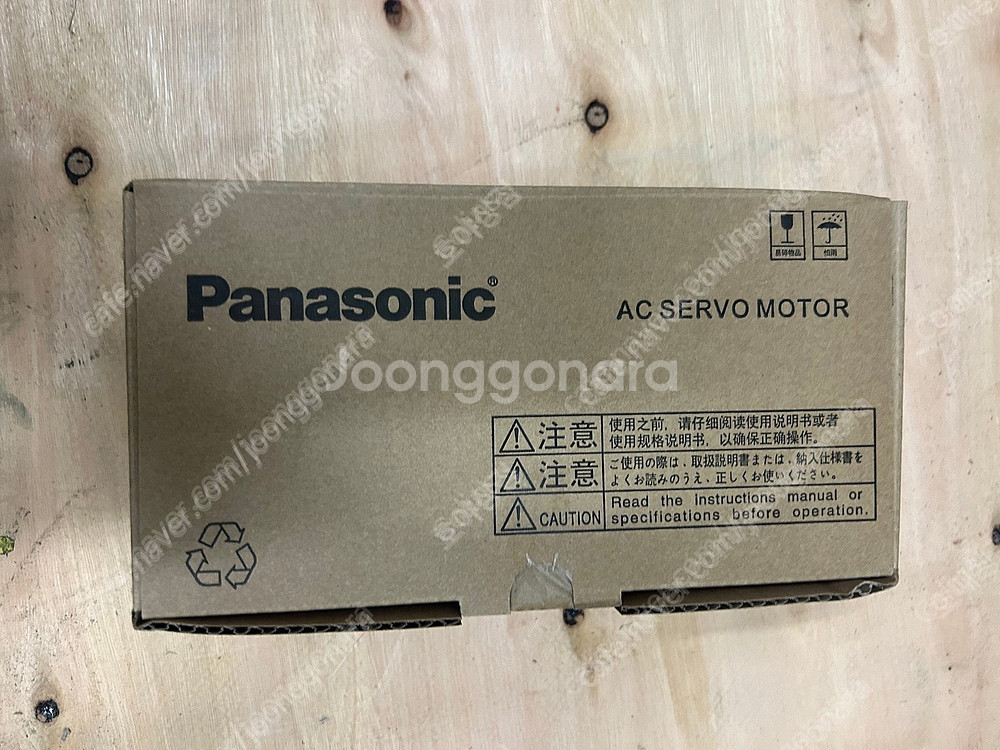 Panasonic®
AC SERVO MOTOR
易碎物品
怕雨
注意
使用之前，请仔细阅读使用说明书或者
使用规格说明书，以确保正确操作。
注意
ご使用の際は、取扱説明書または、納入仕様書を
よくお読みのうえ、正しくお使いください。
CAUTION
Read the instructions manual or
specifications before operation.
Joonggonara
cafe.naver.com/joonggonara